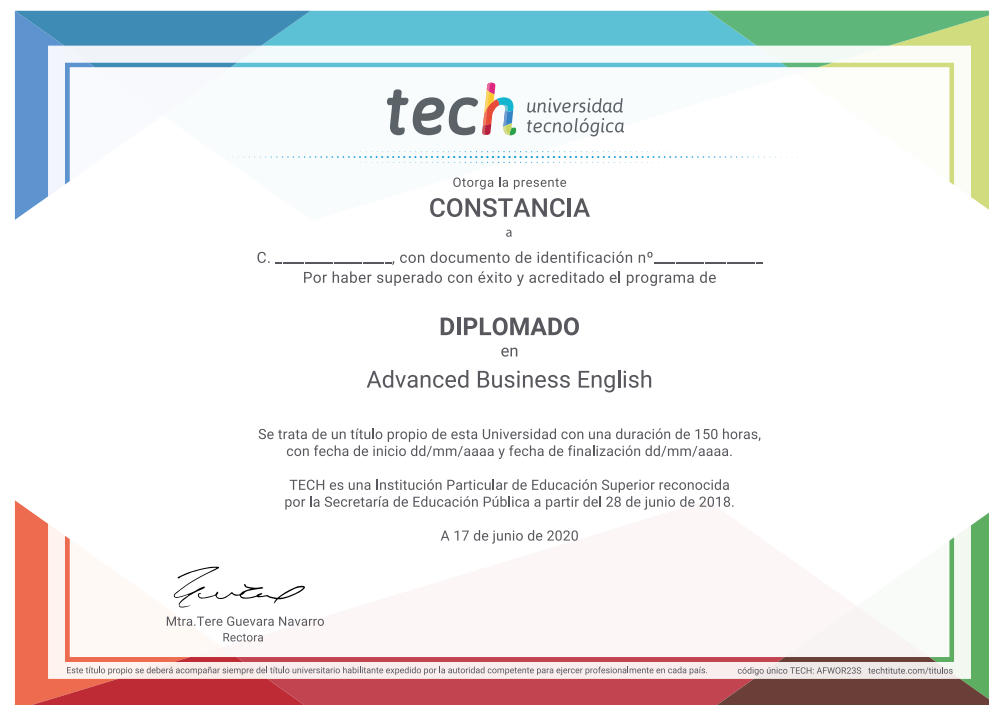 tech universidad
tecnológica
Otorga la presente
CONSTANCIA
a
C. ______________, con documento de identificación nº_____________
Por haber superado con éxito y acreditado el programa de
DIPLOMADO
en
Advanced Business English
Se trata de un título propio de esta Universidad con una duración de 150 horas,
con fecha de inicio dd/mm/aaaa y fecha de finalización dd/mm/aaaa.
TECH es una Institución Particular de Educación Superior reconocida
por la Secretaría de Educación Pública a partir del 28 de junio de 2018.
A 17 de junio de 2020
Mtra.Tere Guevara Navarro
Rectora
Este título propio se deberá acompañar siempre del título universitario habilitante expedido por la autoridad competente para ejercer profesionalmente en cada país. código único TECH: AFWOR23S techtitute.com/titulos